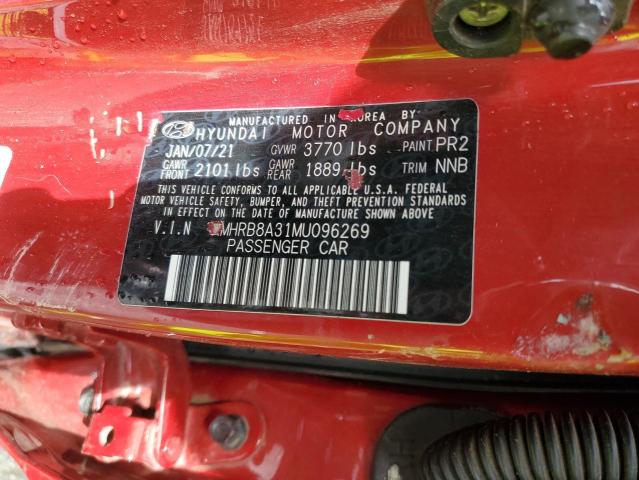 MANUFACTURED IN KOREA BY:
HYUNDAI MOTOR COMPANY
JAN/07/21 GVWR 3770 lbs PAINT PR2
GAWR FRONT 2101 lbs GAWR REAR 1889 lbs TRIM NNB
THIS VEHICLE CONFORMS TO ALL APPLICABLE U.S.A. FEDERAL
MOTOR VEHICLE SAFETY, BUMPER, AND THEFT PREVENTION STANDARDS
IN EFFECT ON THE DATE OF MANUFACTURE SHOWN ABOVE.
V.I.N MHRB8A31MU096269
PASSENGER CAR